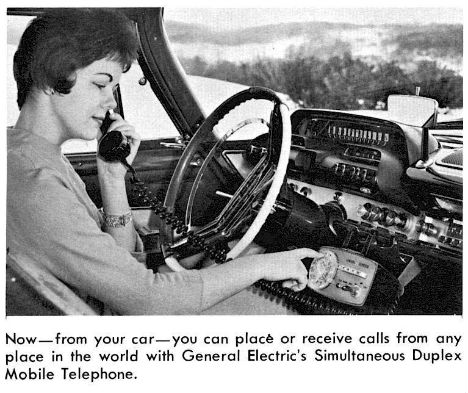 Now—from your car—you can place or receive calls from any
place in the world with General Electric's Simultaneous Duplex
Mobile Telephone.